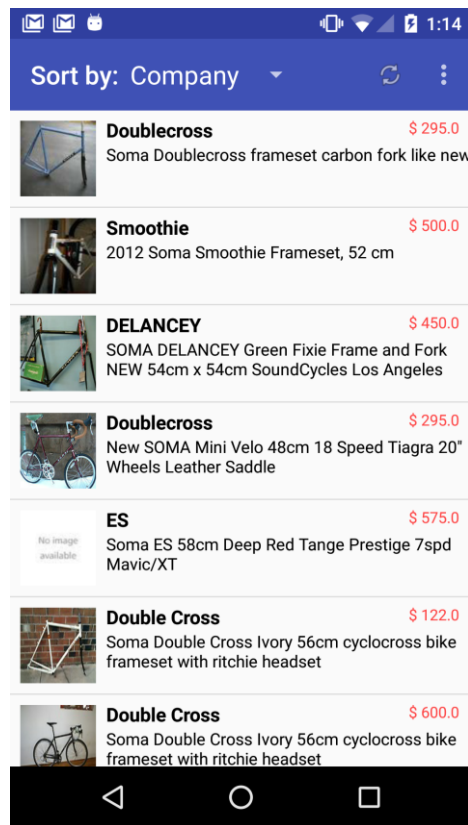 1:14
Sort by: Company
Doublecross
$ 295.0
Soma Doublecross frameset carbon fork like new
Smoothie
$ 500.0
2012 Soma Smoothie Frameset, 52 cm
DELANCEY
$ 450.0
SOMA DELANCEY Green Fixie Frame and Fork
NEW 54cm x 54cm SoundCycles Los Angeles
Doublecross
$ 295.0
New SOMA Mini Velo 48cm 18 Speed Tiagra 20"
Wheels Leather Saddle
No image
available
ES
$ 575.0
Soma ES 58cm Deep Red Tange Prestige 7spd
Mavic/XT
Double Cross
$ 122.0
Soma Double Cross Ivory 56cm cyclocross bike
frameset with ritchie headset
Double Cross
$ 600.0
Soma Double Cross Ivory 56cm cyclocross bike
frameset with ritchie headset